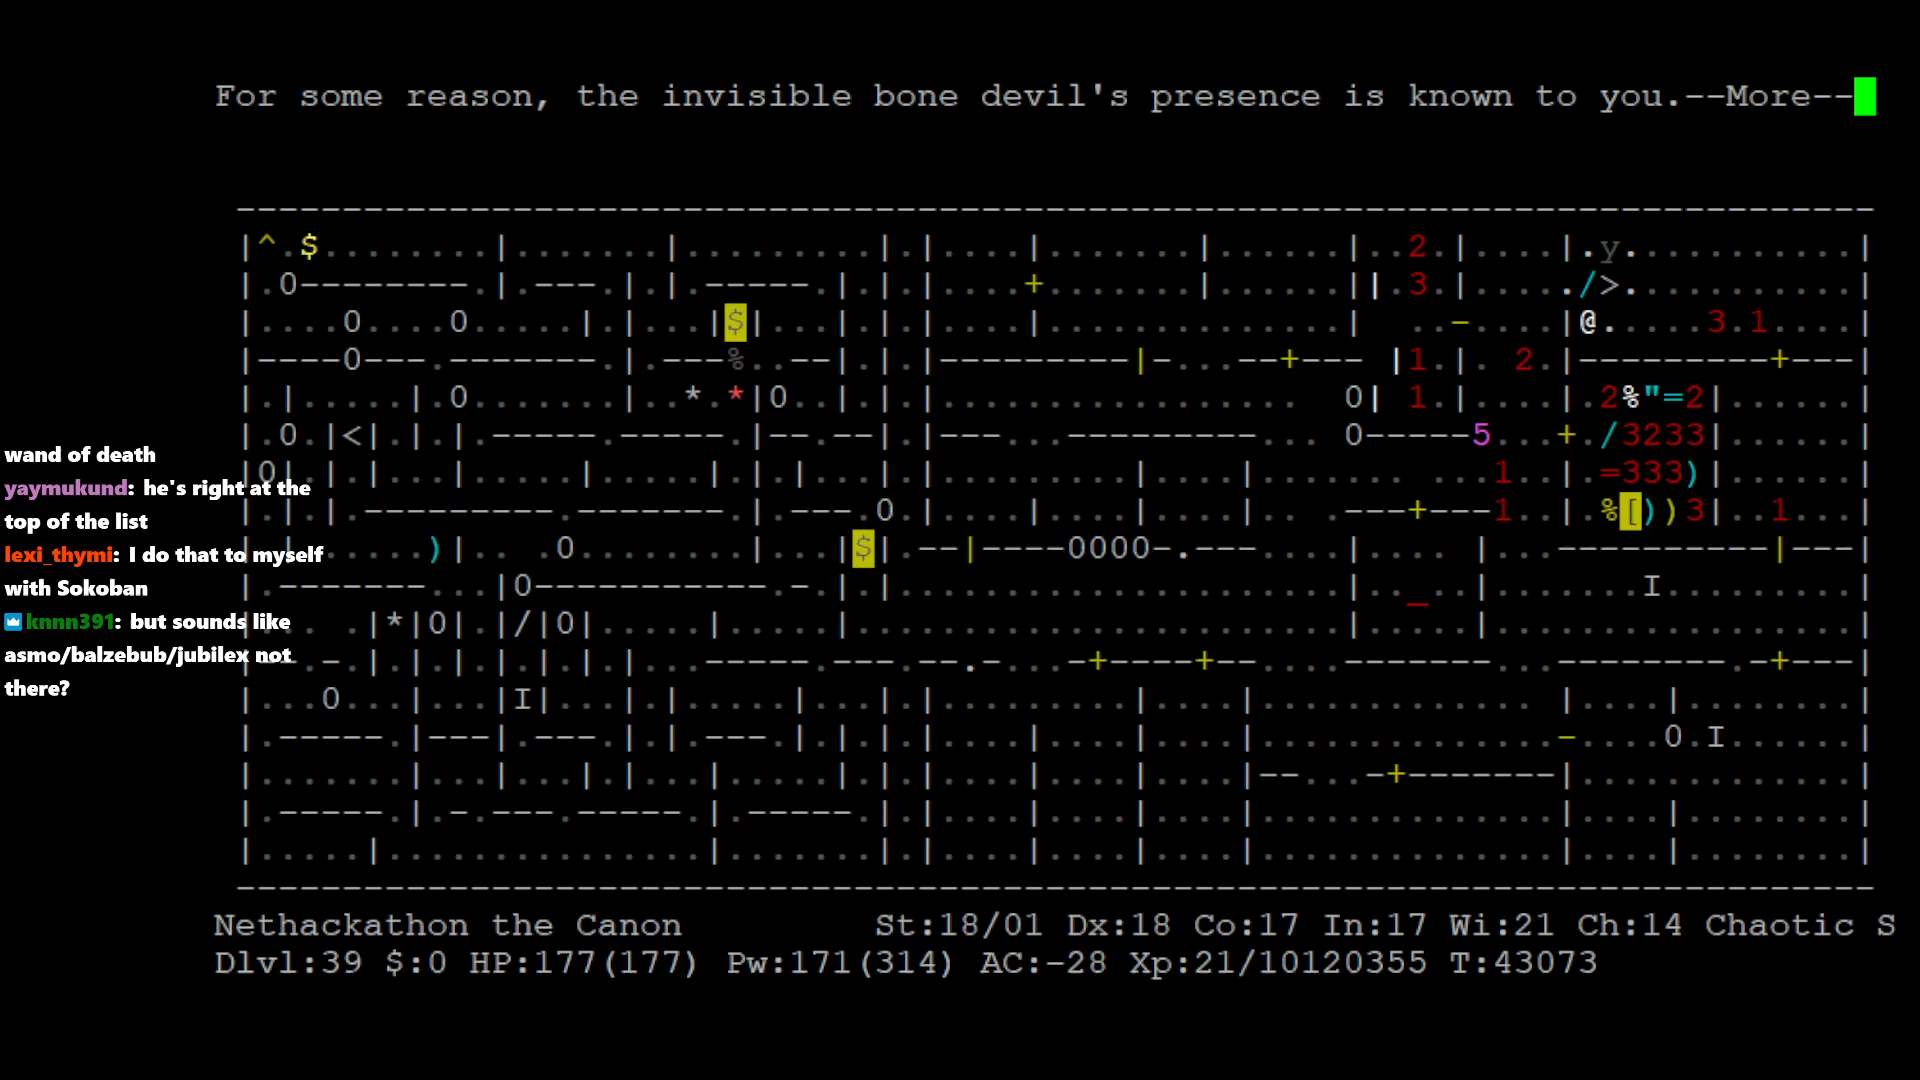 For some reason, the invisible bone devil's presence is known to you.--More--
wand of death
yaymukund: he's right at the
top of the list
lexi_thymi: I do that to myself
with Sokoban
knnn391: but sounds like
asmo/balzebub/jubilex not
there?
Nethackathon the Canon St:18/01 Dx:18 Co:17 In:17 Wi:21 Ch:14 Chaotic S
Dlvl:39 $:0 HP:177(177) Pw:171(314) AC:-28 Xp:21/10120355 T:43073